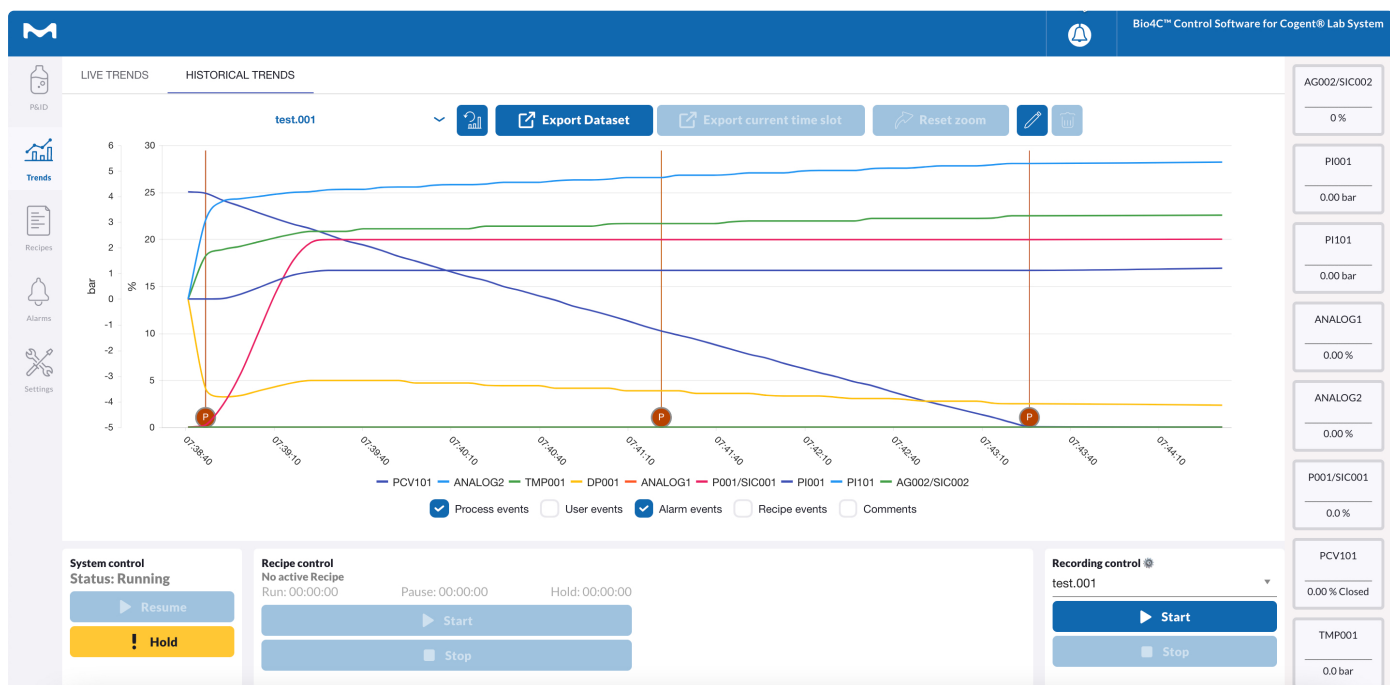 Bio4C™ Control Software for Cogent® Lab System
P&ID
Trends
Recipes
Alarms
Settings
LIVE TRENDS HISTORICAL TRENDS
test.001 Export Dataset Export current time slot Reset zoom
6 30
5
4 25
3
2 20
1
0 15
-1
10
-2
-3 5
-4
-5 0
bar %
P P P
07:38:40 07:39:10 07:39:40 07:40:10 07:40:40 07:41:10 07:41:40 07:42:10 07:42:40 07:43:10 07:43:40 07:44:10
PCV101 ANALOG2 TMP001 DP001 ANALOG1 P001/SIC001 PI001 PI101 AG002/SIC002
Process events User events Alarm events Recipe events Comments
System control
Status: Running
Resume
! Hold
Recipe control
No active Recipe
Run: 00:00:00 Pause: 00:00:00 Hold: 00:00:00
Start
Stop
Recording control
test.001
Start
Stop
AG002/SIC002
0 %
PI001
0.00 bar
PI101
0.00 bar
ANALOG1
0.00 %
ANALOG2
0.00 %
P001/SIC001
0.0 %
PCV101
0.00 % Closed
TMP001
0.0 bar